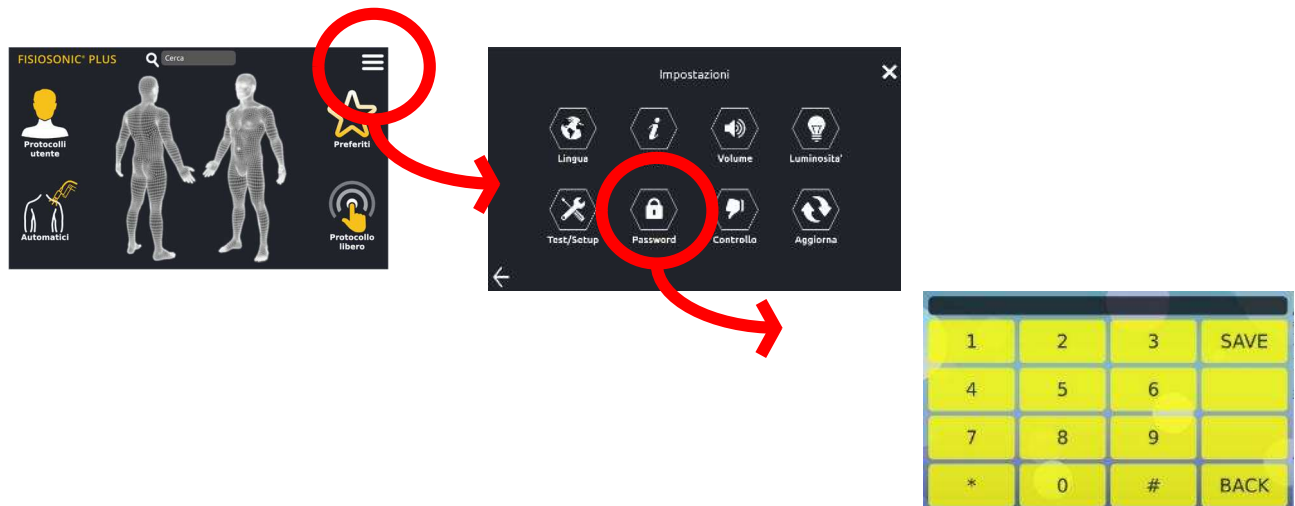 FISIOSONIC® PLUS
Cerca
Protocolli
utente
Preferiti
Automatici
Protocollo
libero
Impostazioni
Lingua
i
Volume
Luminosita'
Test/Setup
Password
Controllo
Aggiorna
1 2 3 SAVE
4 5 6
7 8 9
* 0 # BACK